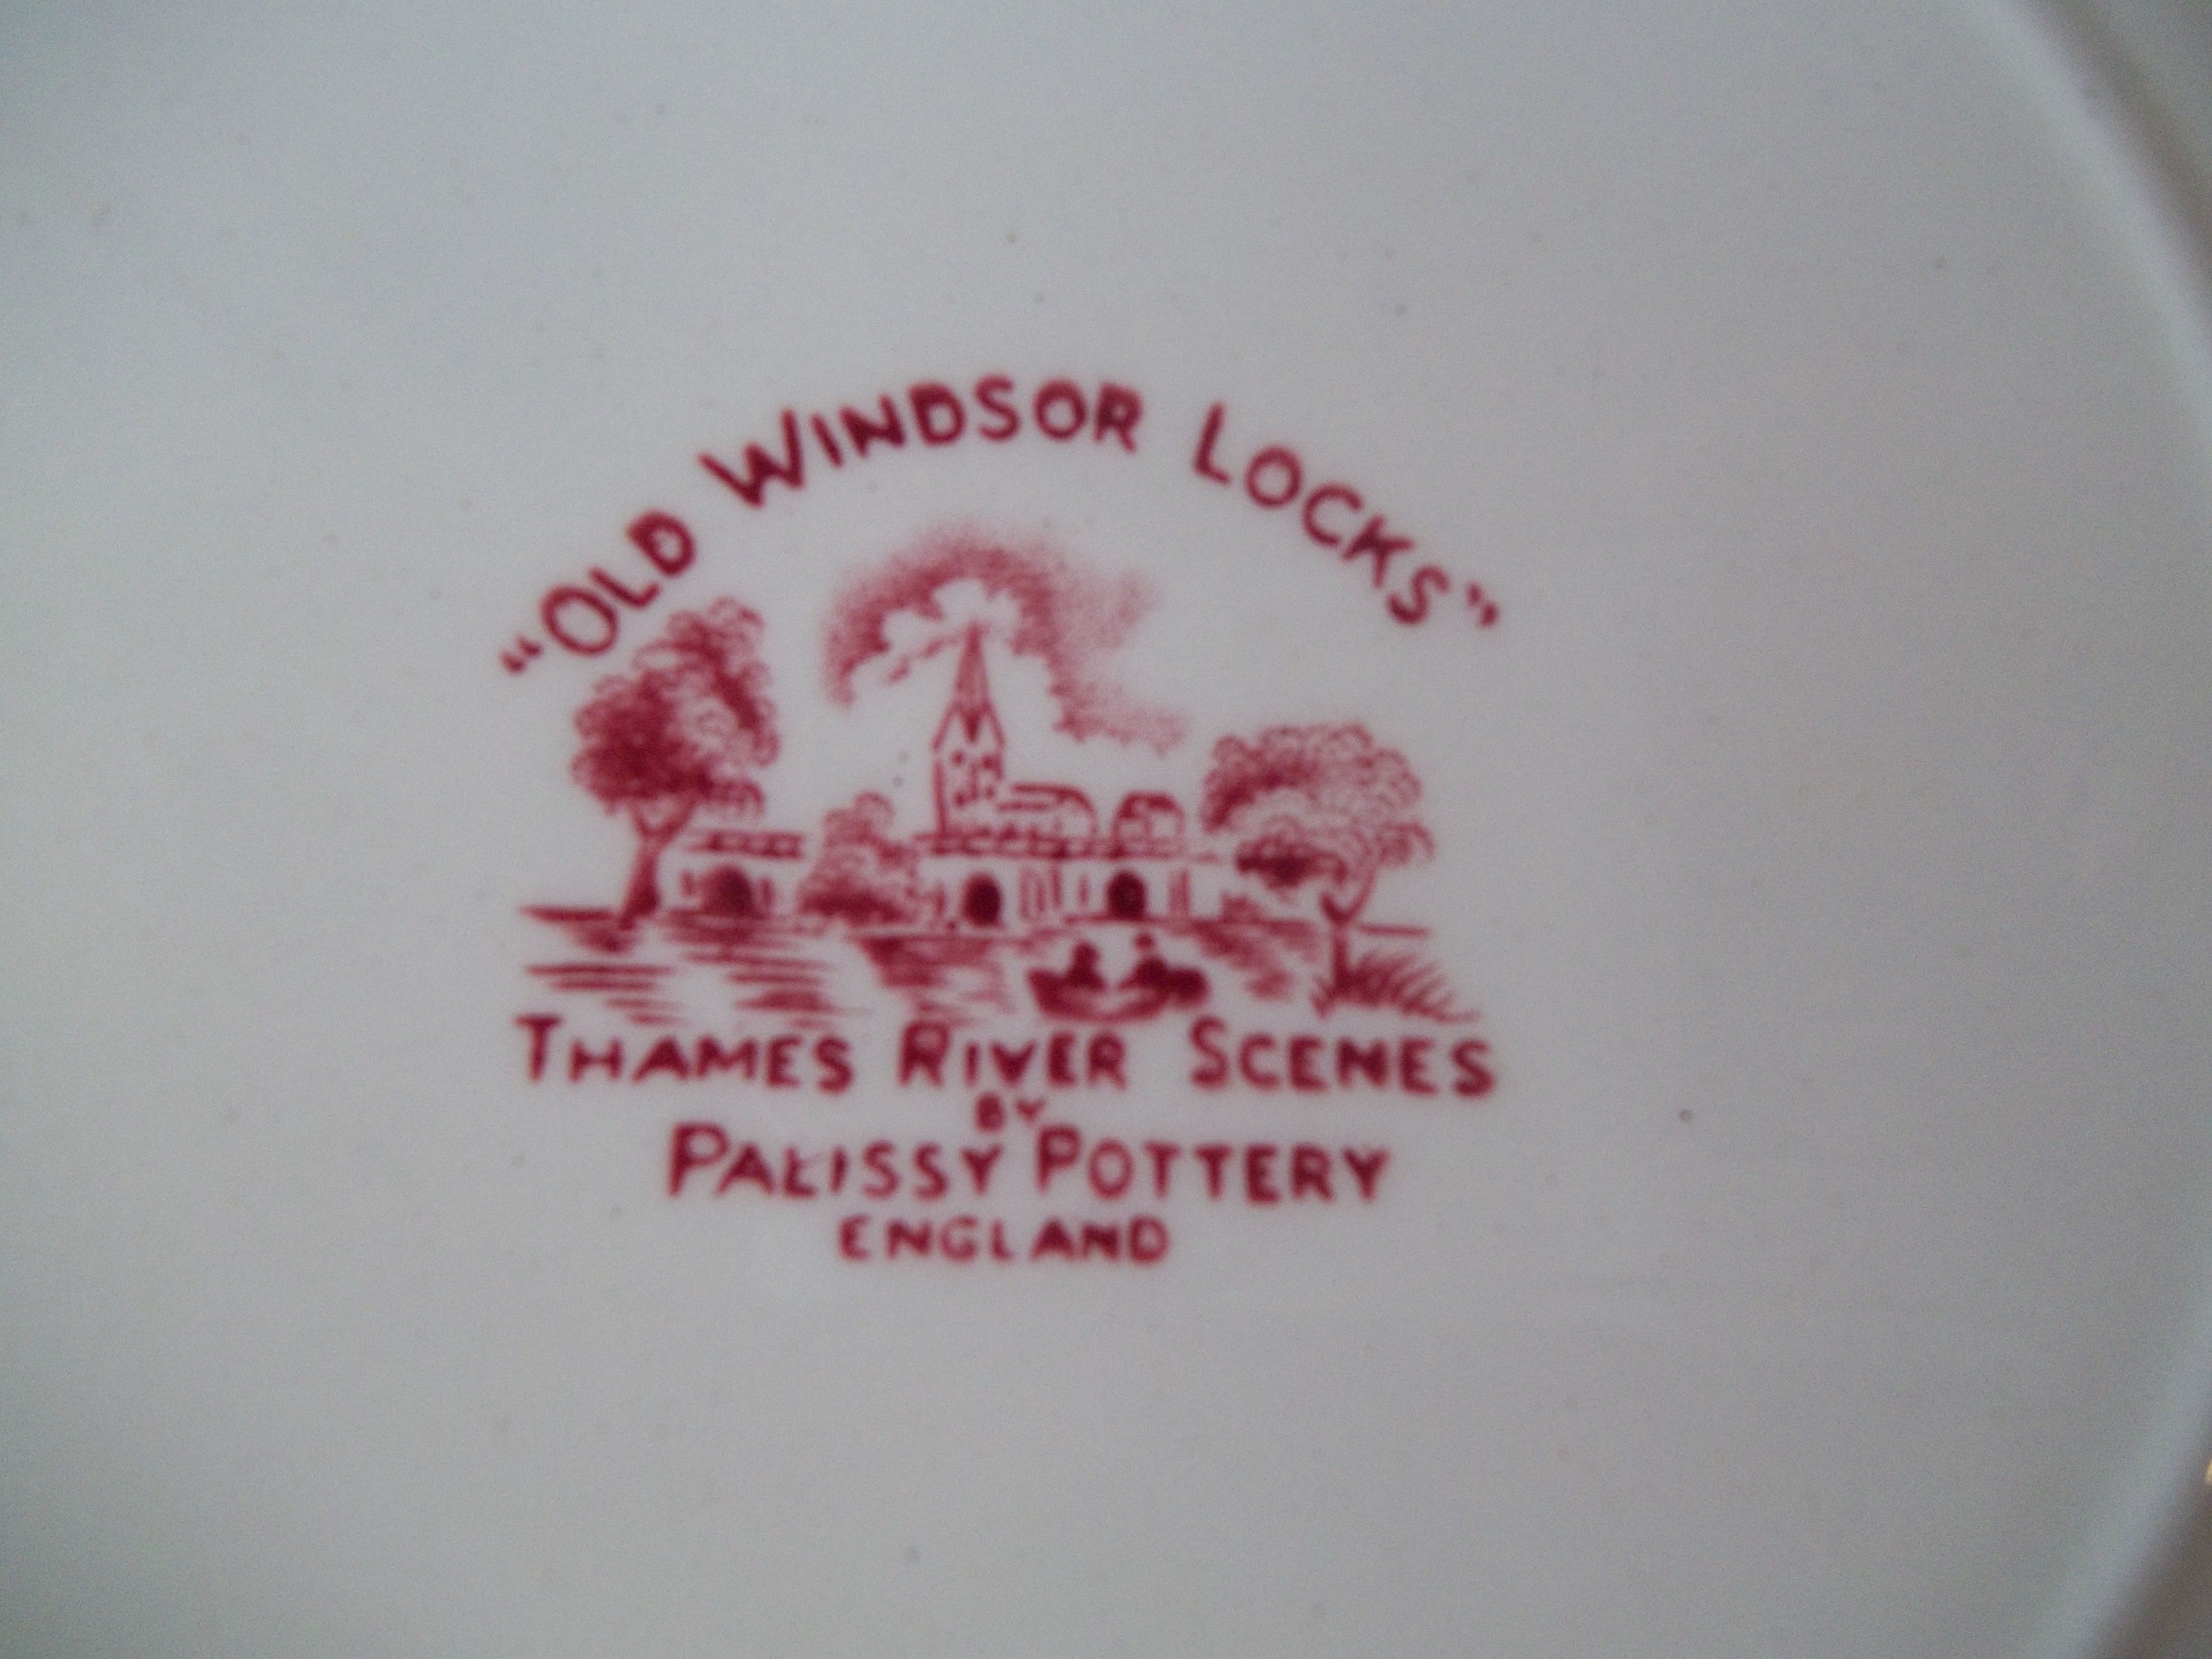 “OLD WINDSOR LOCKS”
THAMES RIVER SCENES
BY
PALISSY POTTERY
ENGLAND